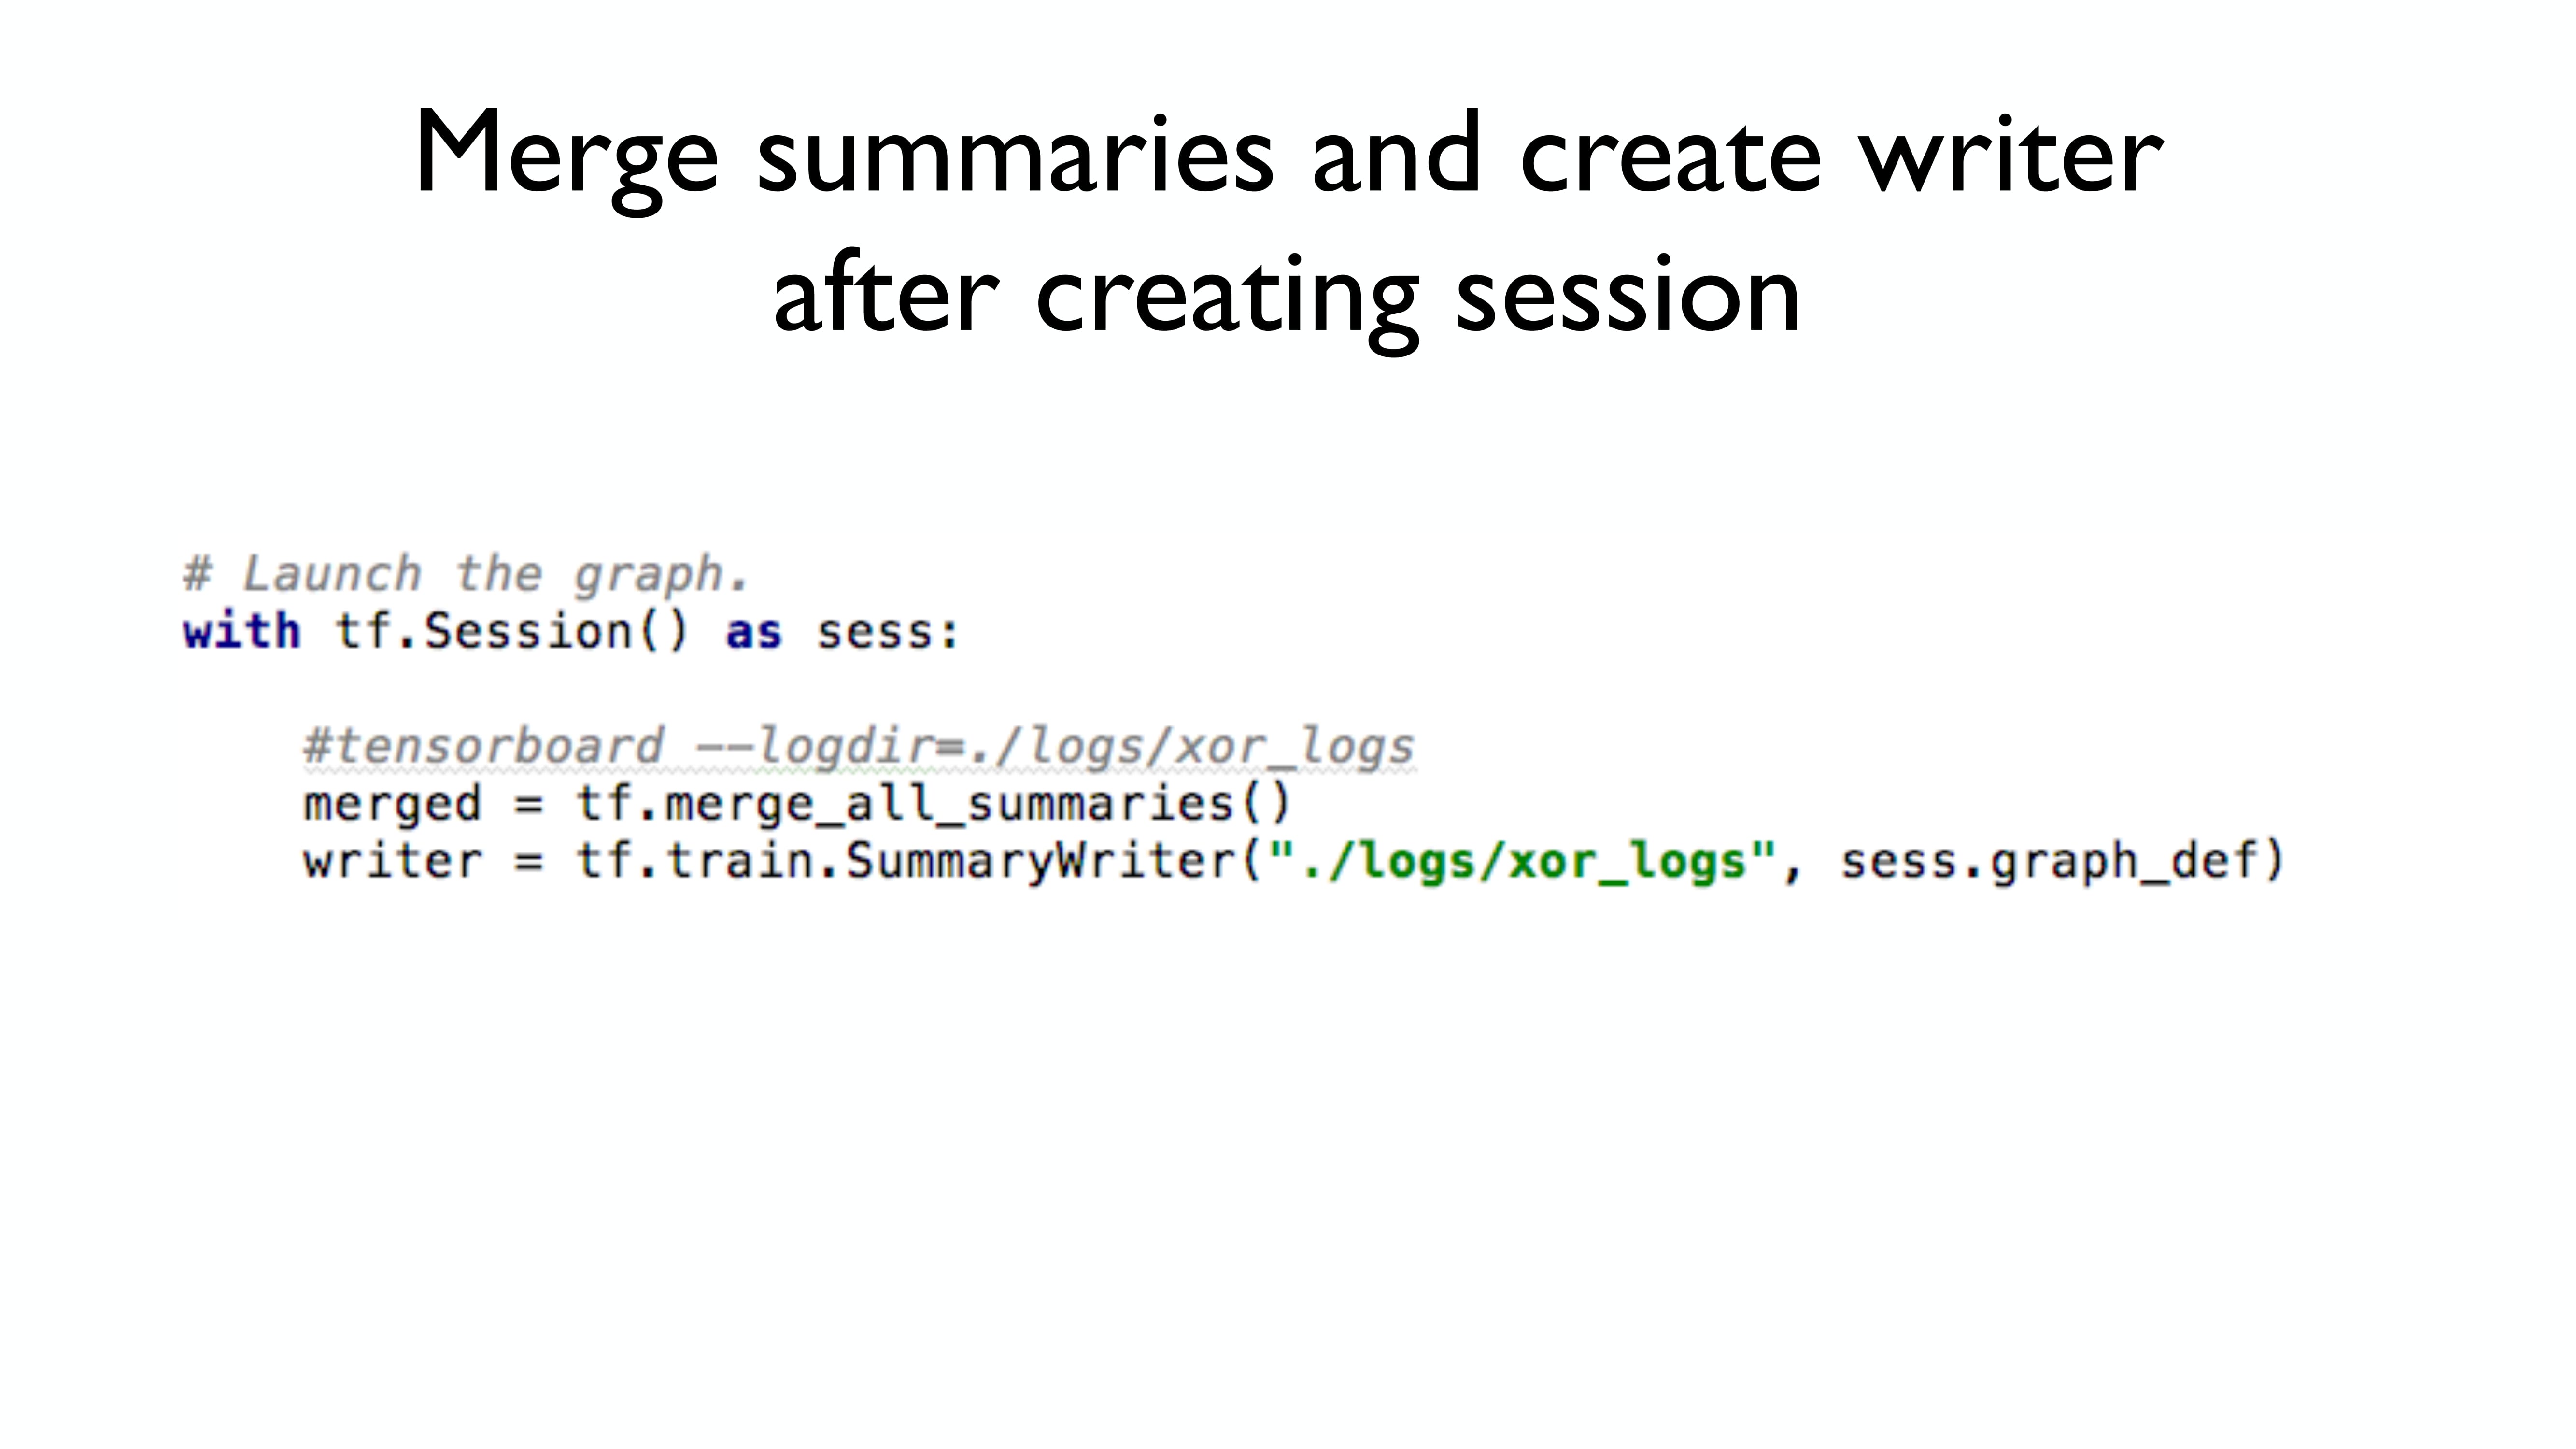 Merge summaries and create writer
after creating session
# Launch the graph.
with tf.Session() as sess:
#tensorboard --logdir=./logs/xor_logs
merged = tf.merge_all_summaries()
writer = tf.train.SummaryWriter("./logs/xor_logs", sess.graph_def)